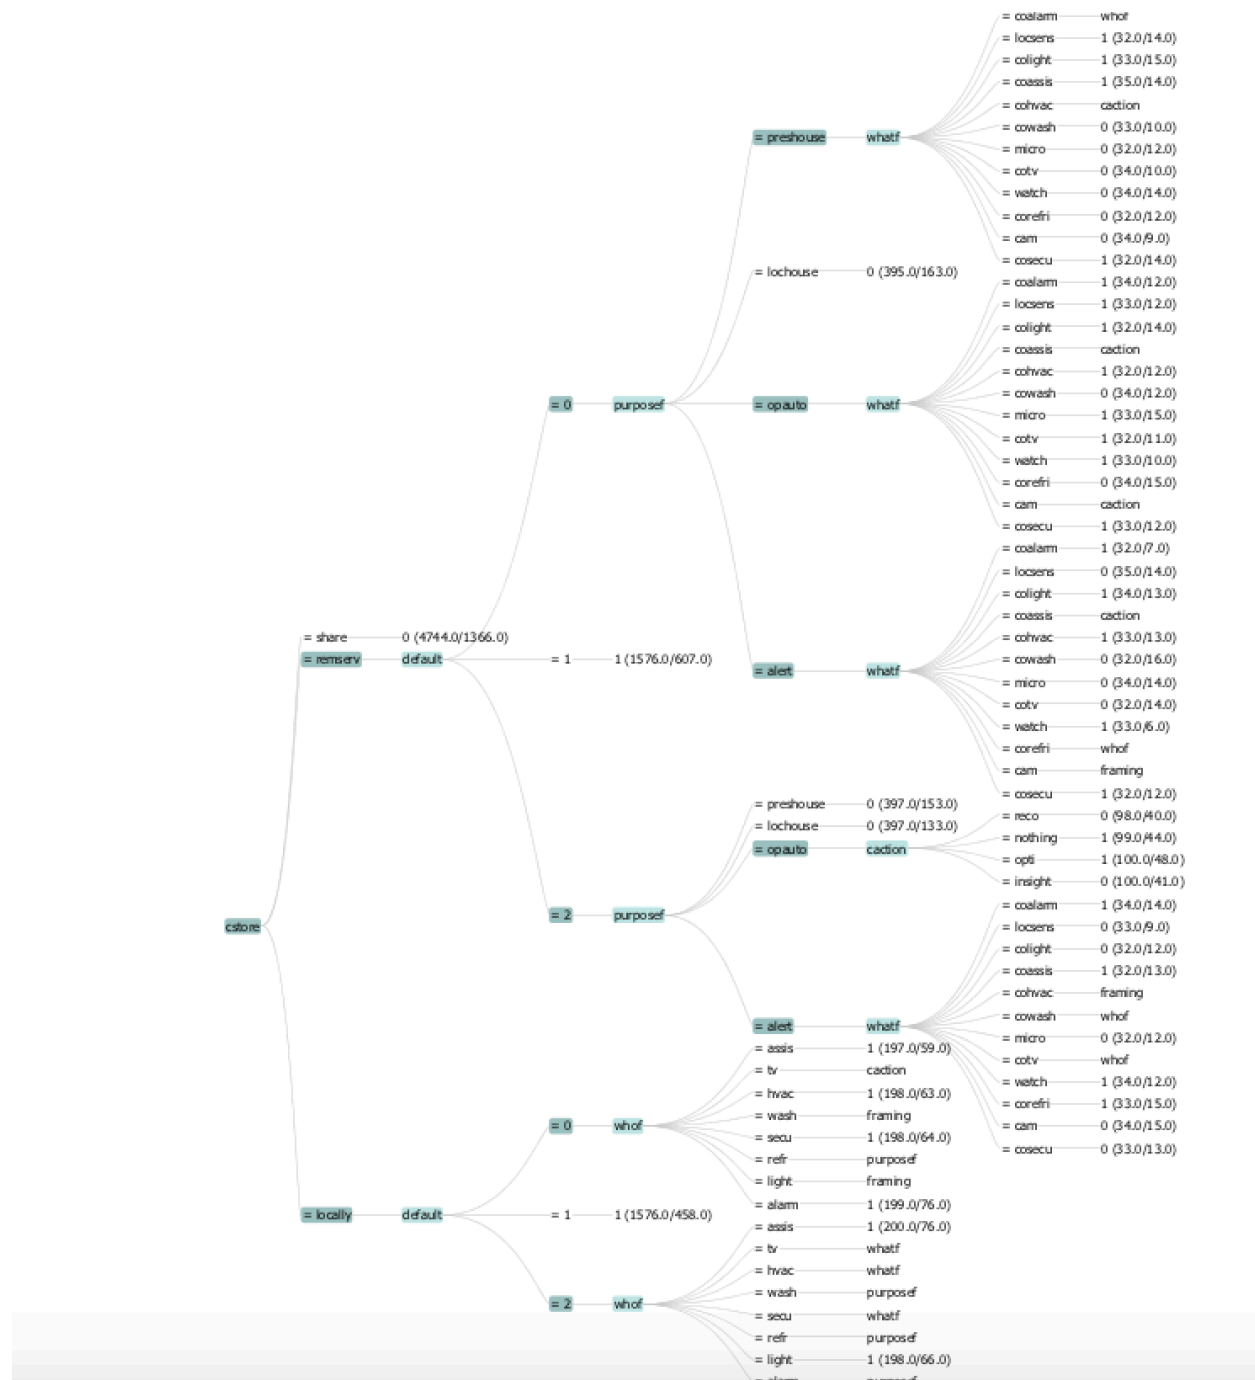 = coalarm whof
= locsens 1 (32.0/14.0)
= colight 1 (33.0/15.0)
= coassis 1 (35.0/14.0)
= cohvac caction
= cowash 0 (33.0/10.0)
= preshouse whatf
= micro 0 (32.0/12.0)
= cotv 0 (34.0/10.0)
= watch 0 (34.0/14.0)
= corefri 0 (32.0/12.0)
= cam 0 (34.0/9.0)
= cosecu 1 (32.0/14.0)
= lochouse 0 (395.0/163.0)
= coalarm 1 (34.0/12.0)
= locsens 1 (33.0/12.0)
= colight 1 (32.0/14.0)
= coassis caction
= cohvac 1 (32.0/12.0)
= cowash 0 (34.0/12.0)
= 0 purposef = opauto whatf
= micro 1 (33.0/15.0)
= cotv 1 (32.0/11.0)
= watch 1 (33.0/10.0)
= corefri 0 (34.0/15.0)
= cam caction
= cosecu 1 (33.0/12.0)
= coalarm 1 (32.0/7.0)
= locsens 0 (35.0/14.0)
= colight 1 (34.0/13.0)
= coassis caction
= share 0 (4744.0/1366.0) = cohvac 1 (33.0/13.0)
= remserv default = 1 1 (1576.0/607.0) = cowash 0 (32.0/16.0)
= alert whatf
= micro 0 (34.0/14.0)
= cotv 0 (32.0/14.0)
= watch 1 (33.0/6.0)
= corefri whof
= cam framing
= cosecu 1 (32.0/12.0)
= preshouse 0 (397.0/153.0)
= reco 0 (98.0/40.0)
= lochouse 0 (397.0/133.0)
= nothing 1 (99.0/44.0)
= opauto caction
= opti 1 (100.0/48.0)
= insight 0 (100.0/41.0)
= coalarm 1 (34.0/14.0)
= 2 purposef
cstore = locsens 0 (33.0/9.0)
= colight 0 (32.0/12.0)
= coassis 1 (32.0/13.0)
= cohvac framing
= cowash whof
= alert whatf
= micro 0 (32.0/12.0)
= assis 1 (197.0/59.0)
= cotv whof
= tv caction
= watch 1 (34.0/12.0)
= hvac 1 (198.0/63.0)
= corefri 1 (33.0/15.0)
= wash framing
= 0 whof = cam 0 (34.0/15.0)
= secu 1 (198.0/64.0)
= cosecu 0 (33.0/13.0)
= refr purposef
= light framing
= alarm 1 (199.0/76.0)
= locally default = 1 1 (1576.0/458.0)
= assis 1 (200.0/76.0)
= tv whatf
= hvac whatf
= wash purposef
= 2 whof
= secu whatf
= refr purposef
= light 1 (198.0/66.0)